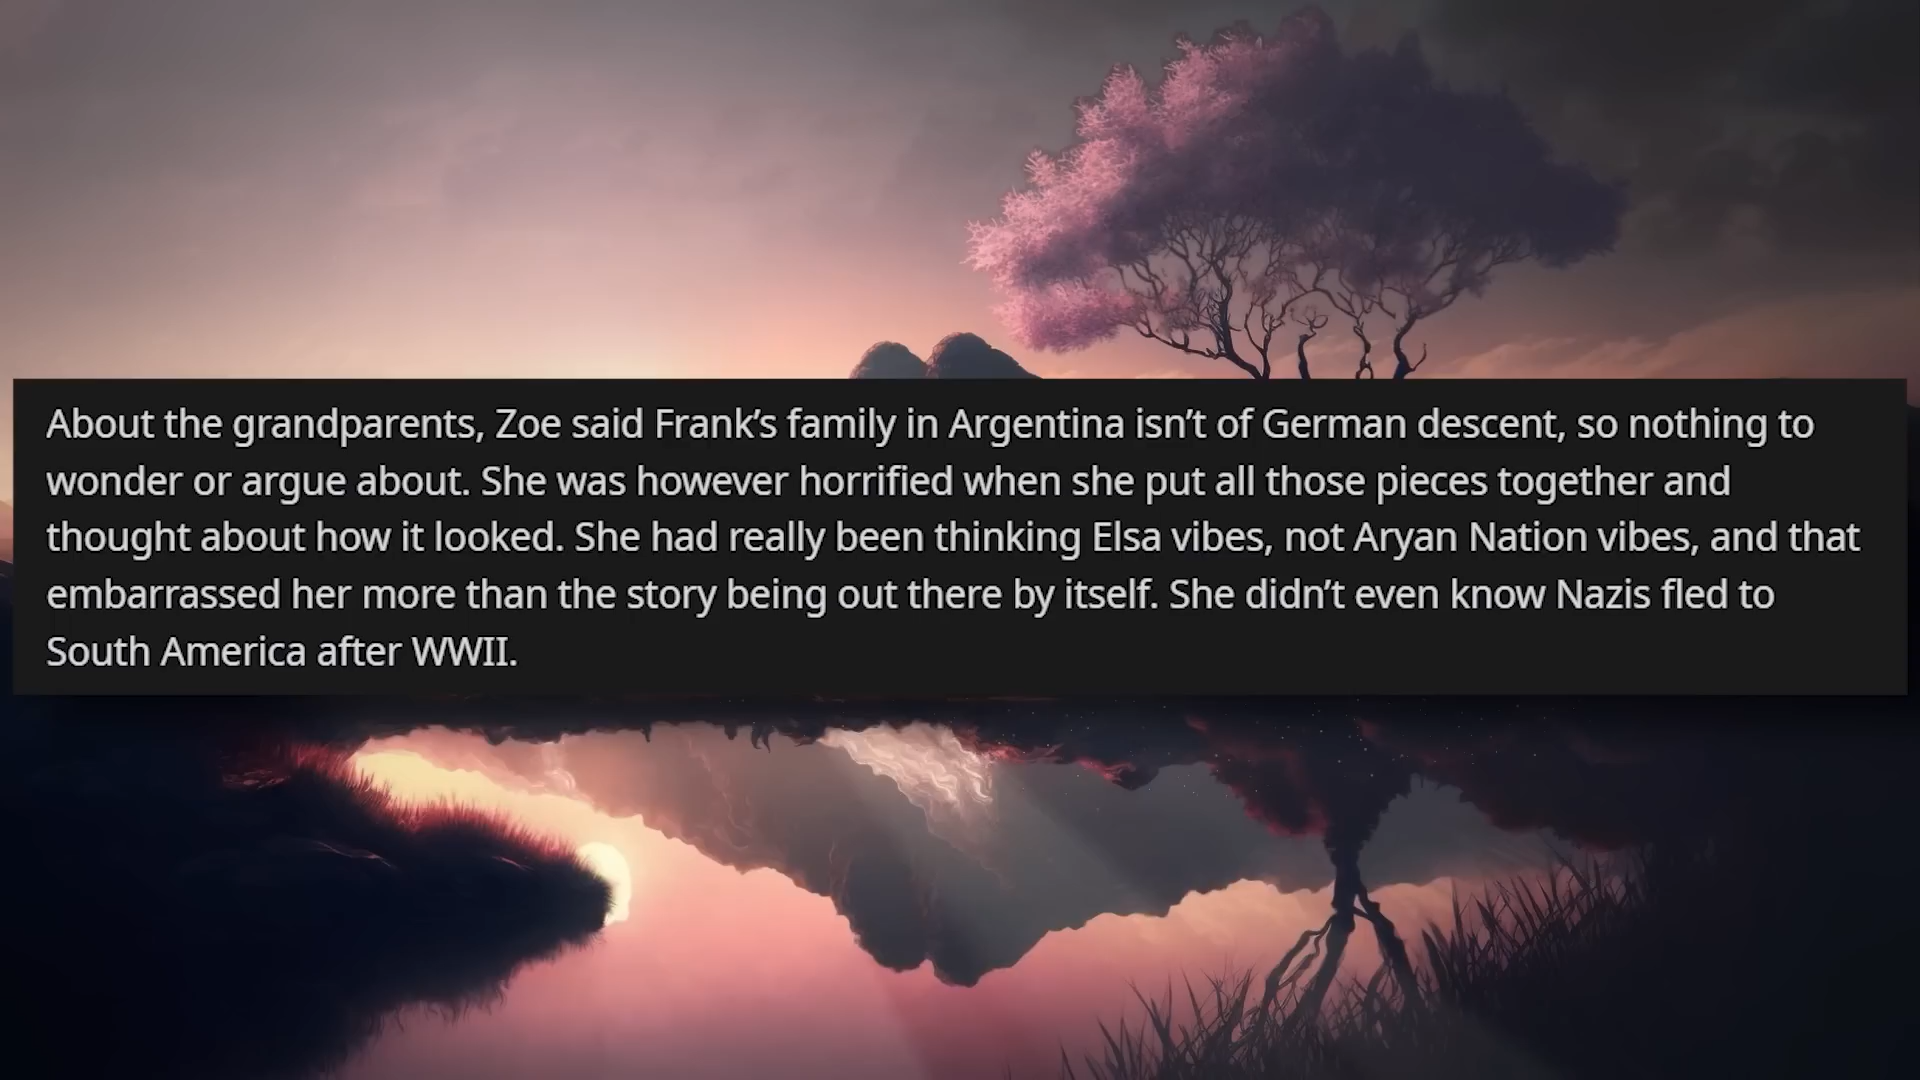 About the grandparents, Zoe said Frank’s family in Argentina isn’t of German descent, so nothing to
wonder or argue about. She was however horrified when she put all those pieces together and
thought about how it looked. She had really been thinking Elsa vibes, not Aryan Nation vibes, and that
embarrassed her more than the story being out there by itself. She didn’t even know Nazis fled to
South America after WWII.